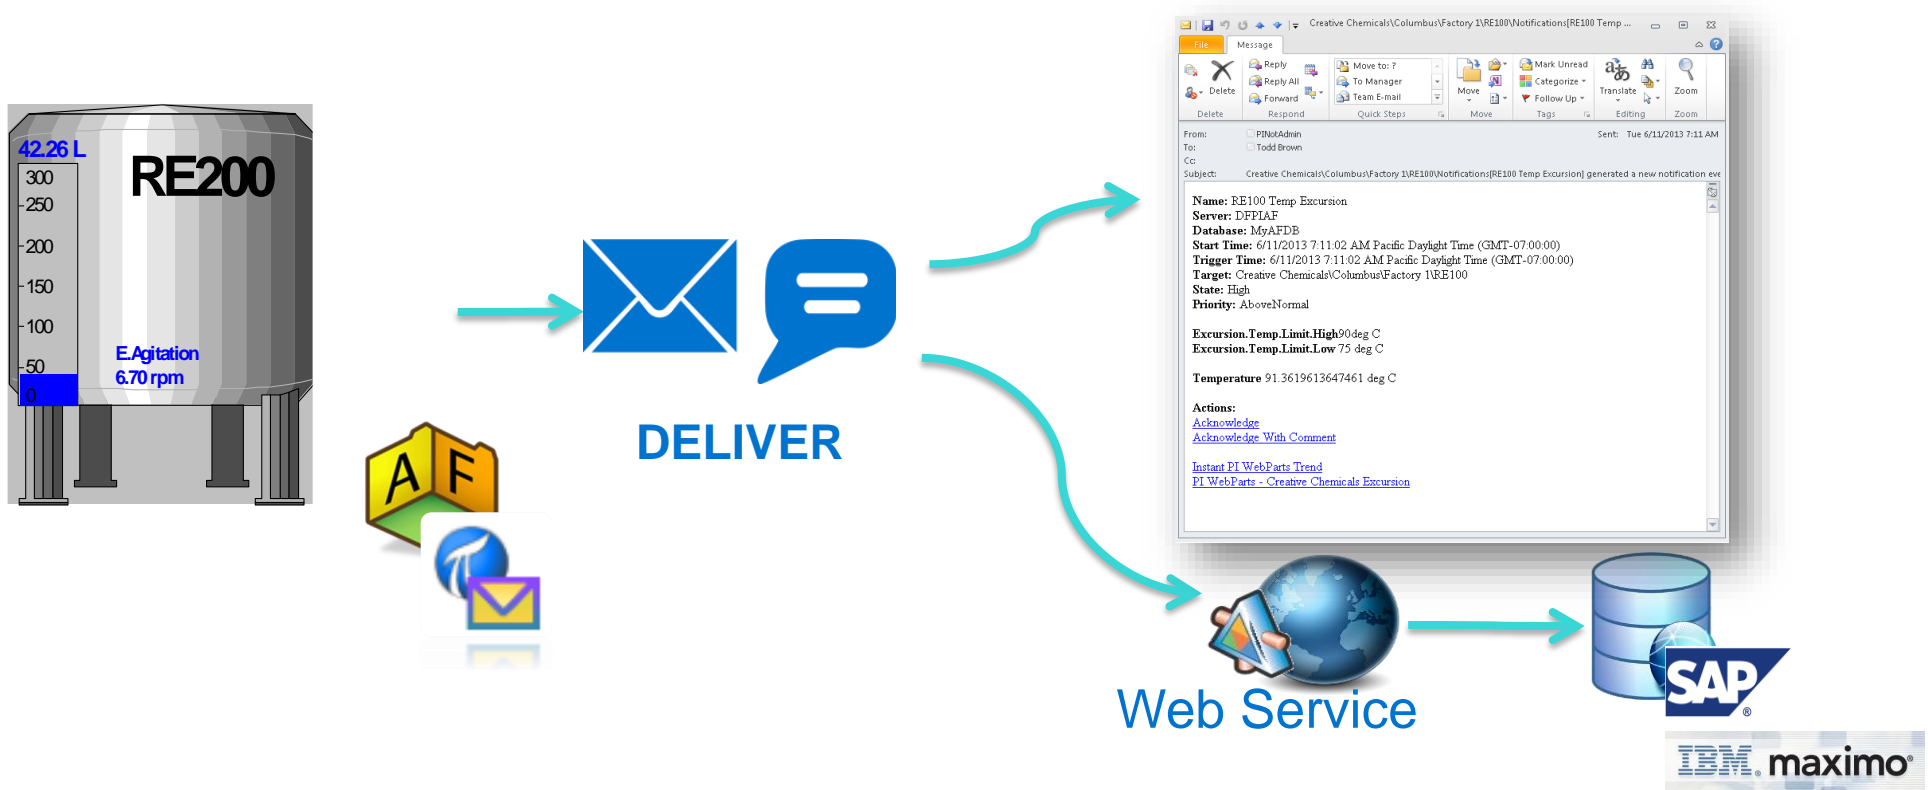 42.26 L
RE200
300
250
200
150
100
50
0
E.Agitation
6.70 rpm
A F
DELIVER
Creative Chemicals\Columbus\Factory 1\RE100\Notifications[RE100 Temp ...
File Message
Delete
Reply
Reply All
Forward
Move to: ?
To Manager
Team E-mail
Move
Mark Unread
Categorize
Follow Up
Translate
Zoom
Delete Respond Quick Steps Move Tags Editing Zoom
From: PINotAdmin Sent: Tue 6/11/2013 7:11 AM
To: Todd Brown
Cc:
Subject: Creative Chemicals\Columbus\Factory 1\RE100\Notifications[RE100 Temp Excursion] generated a new notification eve
Name: RE100 Temp Excursion
Server: DFPIAF
Database: MyAFDB
Start Time: 6/11/2013 7:11:02 AM Pacific Daylight Time (GMT-07:00:00)
Trigger Time: 6/11/2013 7:11:02 AM Pacific Daylight Time (GMT-07:00:00)
Target: Creative Chemicals\Columbus\Factory 1\RE100
State: High
Priority: AboveNormal
Excursion.Temp.Limit.High90deg C
Excursion.Temp.Limit.Low 75 deg C
Temperature 91.3619613647461 deg C
Actions:
Acknowledge
Acknowledge With Comment
Instant PI WebParts Trend
PI WebParts - Creative Chemicals Excursion
Web Service
SAP®
IBM. maximo®